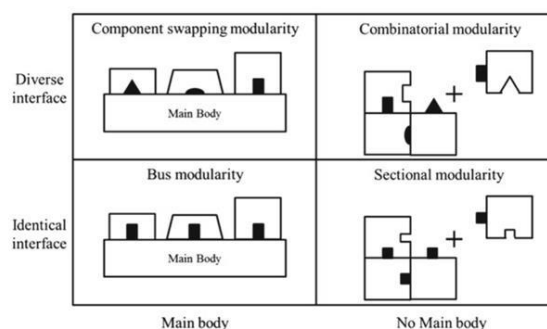 Component swapping modularity
Combinatorial modularity
Diverse
interface
Main Body
Bus modularity
Sectional modularity
Identical
interface
Main Body
Main body
No Main body